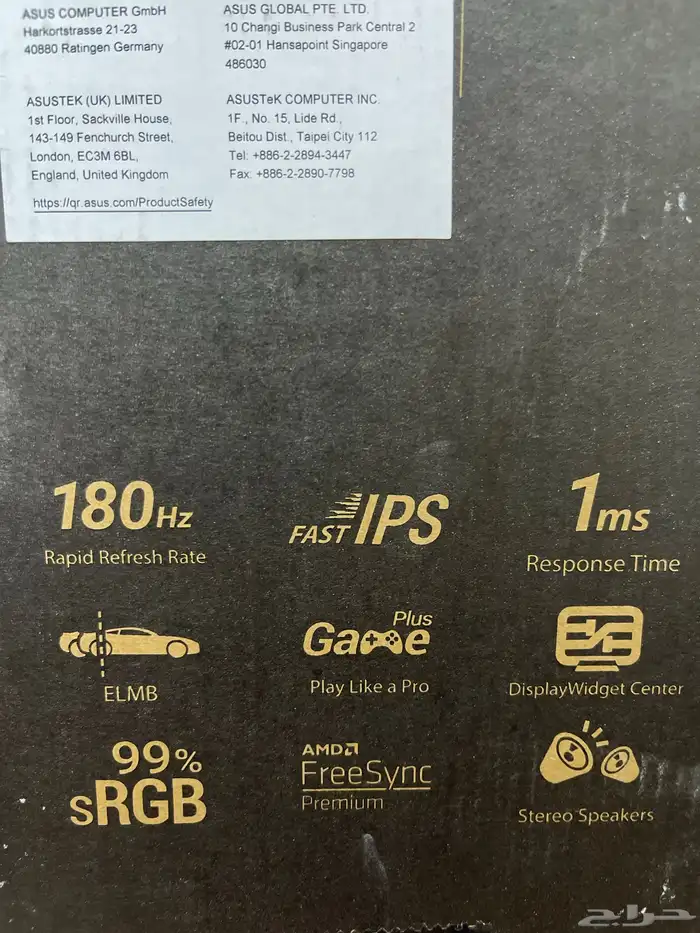 ASUS COMPUTER GmbH
Harkortstrasse 21-23
40880 Ratingen Germany
ASUS GLOBAL PTE. LTD.
10 Changi Business Park Central 2
#02-01 Hansapoint Singapore
486030
ASUSTEK (UK) LIMITED
1st Floor, Sackville House,
143-149 Fenchurch Street,
London, EC3M 6BL,
England, United Kingdom
ASUSTeK COMPUTER INC.
1F., No. 15, Lide Rd.,
Beitou Dist., Taipei City 112
Tel: +886-2-2894-3447
Fax: +886-2-2890-7798
https://qr.asus.com/ProductSafety
180Hz
Rapid Refresh Rate
FAST IPS
1ms
Response Time
ELMB
Game Plus
Play Like a Pro
DisplayWidget Center
99%
sRGB
AMD
FreeSync
Premium
Stereo Speakers
حراج